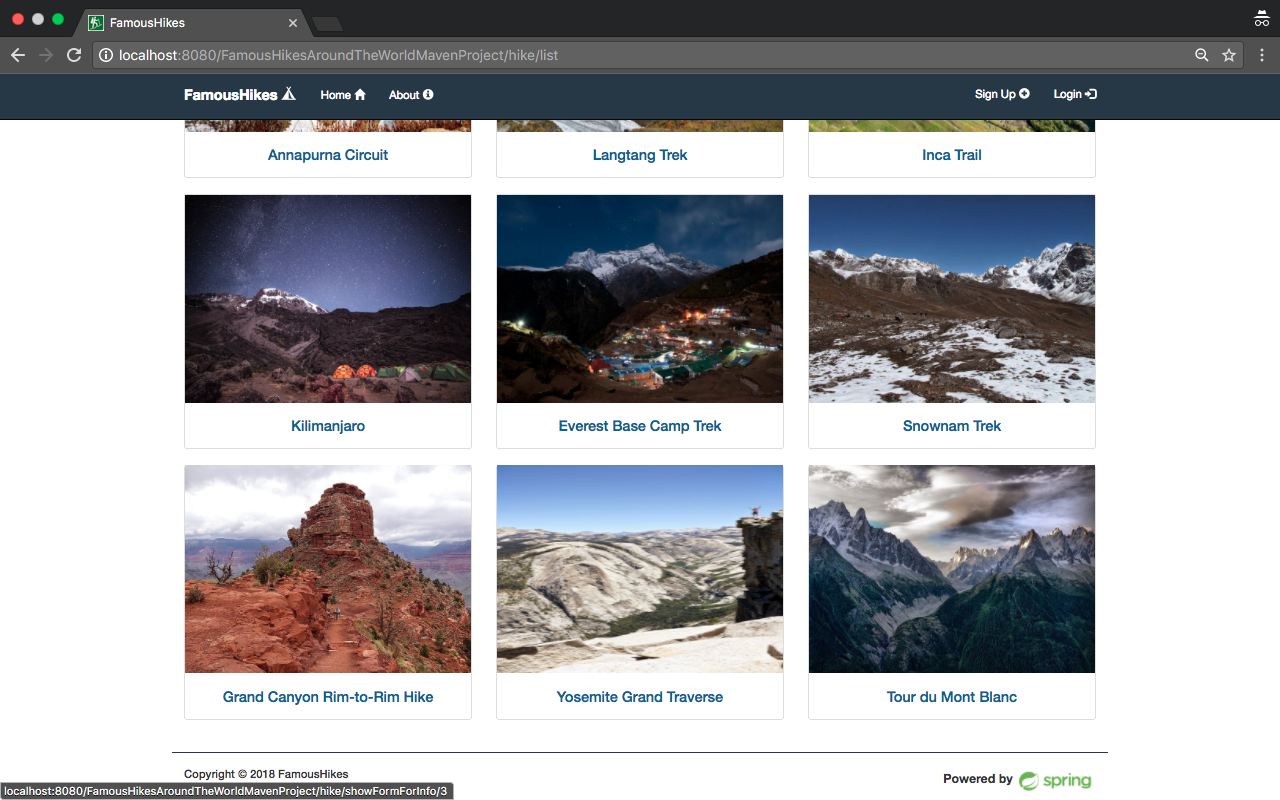 FamousHikes
localhost:8080/FamousHikesAroundTheWorldMavenProject/hike/list
FamousHikes Home About Sign Up Login
Annapurna Circuit Langtang Trek Inca Trail
Kilimanjaro Everest Base Camp Trek Snownam Trek
Grand Canyon Rim-to-Rim Hike Yosemite Grand Traverse Tour du Mont Blanc
Copyright © 2018 FamousHikes
Powered by spring
localhost:8080/FamousHikesAroundTheWorldMavenProject/hike/showFormForInfo/3